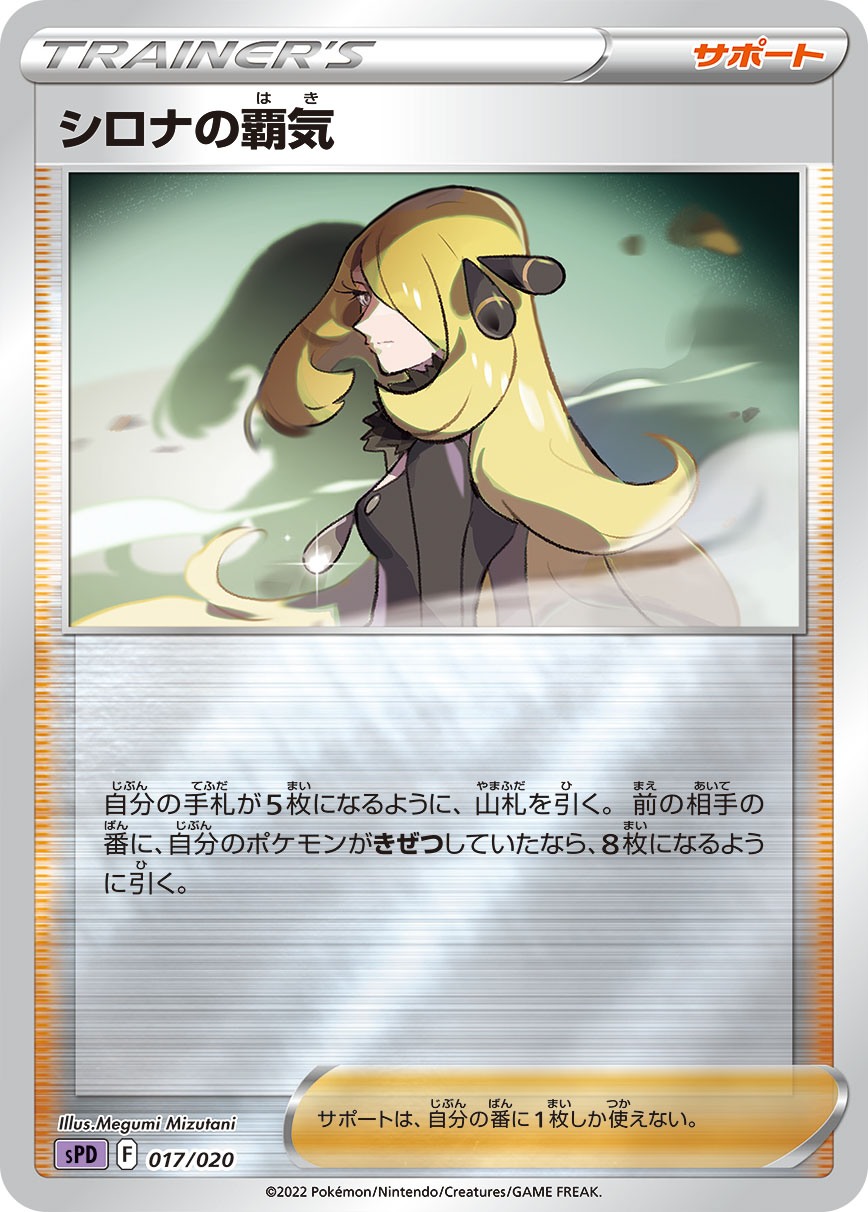 TRAINER'S サポート
は き
シロナの覇気
じぶん てふだ まい やまふだ ひ まえ あいて
自分の手札が5枚になるように、山札を引く。前の相手の
ばん じぶん まい
番に、自分のポケモンがきぜつしていたなら、8枚になるよう
ひ
に引く。
じぶん ばん まい つか
サポートは、自分の番に1枚しか使えない。
Illus.Megumi Mizutani
sPD F 017/020
©2022 Pokémon/Nintendo/Creatures/GAME FREAK.